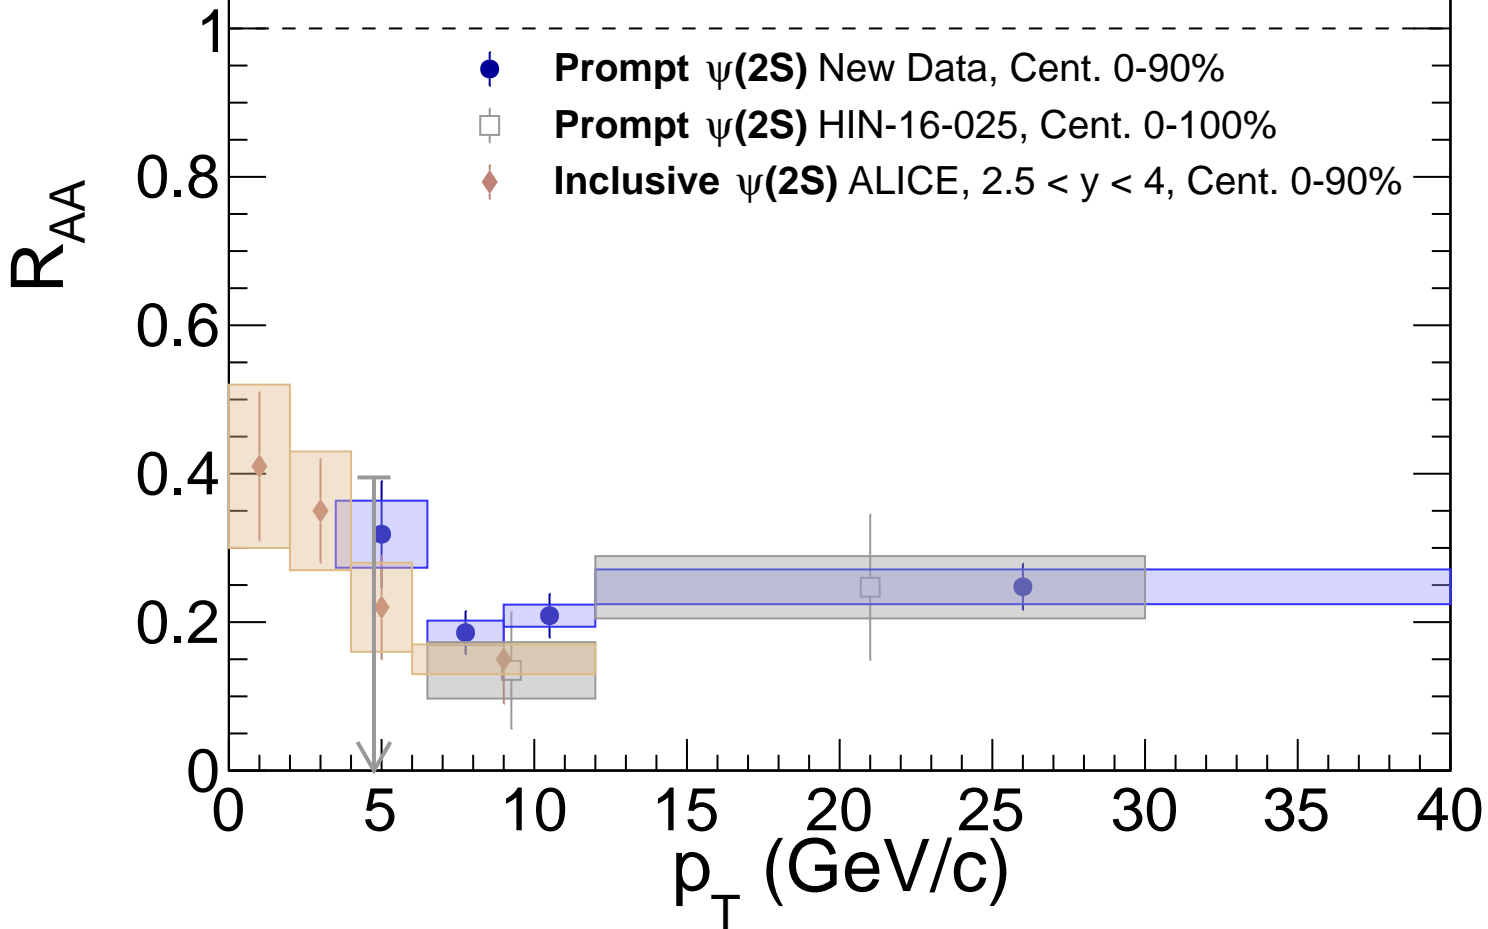 1
Prompt ψ(2S) New Data, Cent. 0-90%
Prompt ψ(2S) HIN-16-025, Cent. 0-100%
Inclusive ψ(2S) ALICE, 2.5 < y < 4, Cent. 0-90%
0.8
R_AA
0.6
0.4
0.2
0
0 5 10 15 20 25 30 35 40
p_T (GeV/c)